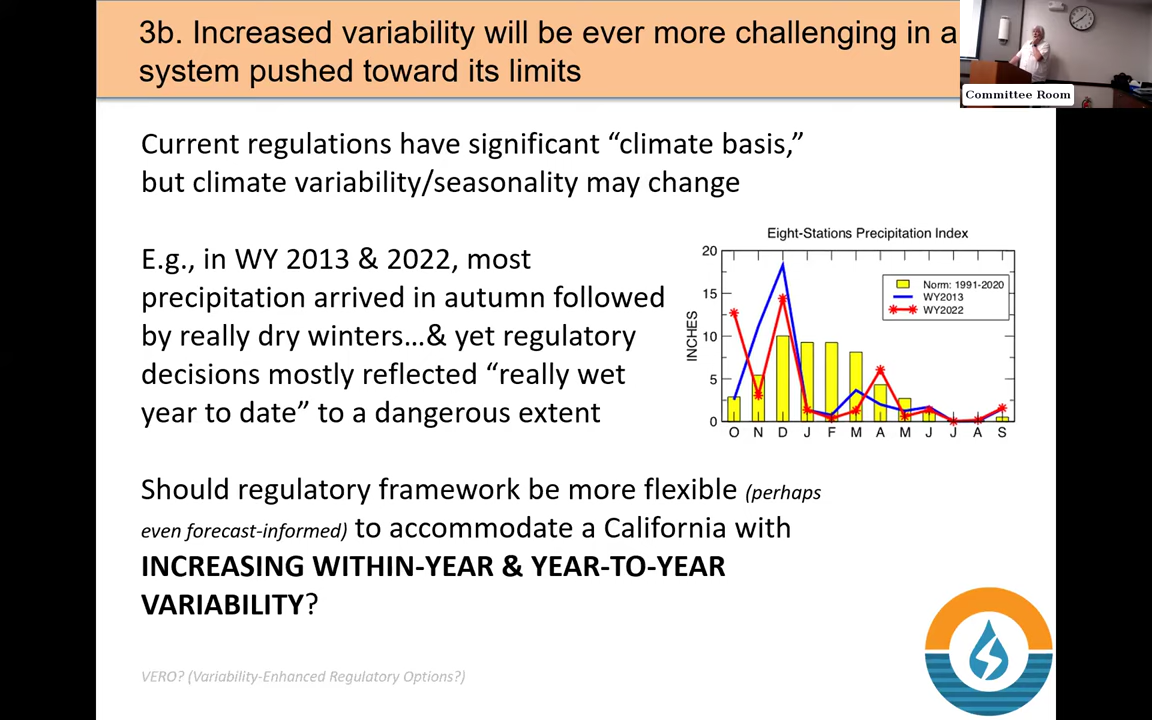 3b. Increased variability will be ever more challenging in a
system pushed toward its limits
Committee Room
Current regulations have significant “climate basis,”
but climate variability/seasonality may change
E.g., in WY 2013 & 2022, most
precipitation arrived in autumn followed
by really dry winters…& yet regulatory
decisions mostly reflected “really wet
year to date” to a dangerous extent
Eight-Stations Precipitation Index
20
15
10
5
0
INCHES
Norm: 1991-2020
WY2013
WY2022
O N D J F M A M J J A S
Should regulatory framework be more flexible (perhaps
even forecast-informed) to accommodate a California with
INCREASING WITHIN-YEAR & YEAR-TO-YEAR
VARIABILITY?
VERO? (Variability-Enhanced Regulatory Options?)